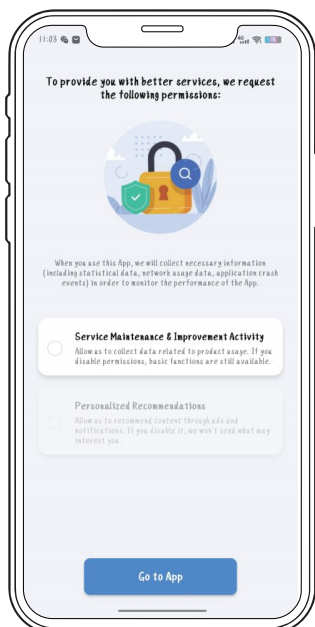 11:03
4G
To provide you with better services, we request
the following permissions:
When you use this App, we will collect necessary information
(including statistical data, network usage data, application crash
events) in order to monitor the performance of the App.
Service Maintenance & Improvement Activity
Allow us to collect data related to product usage. If you
disable permissions, basic functions are still available.
Personalized Recommendations
Allow us to recommend content through ads and
notifications. If you disable it, we won't send what may
interest you.
Go to App